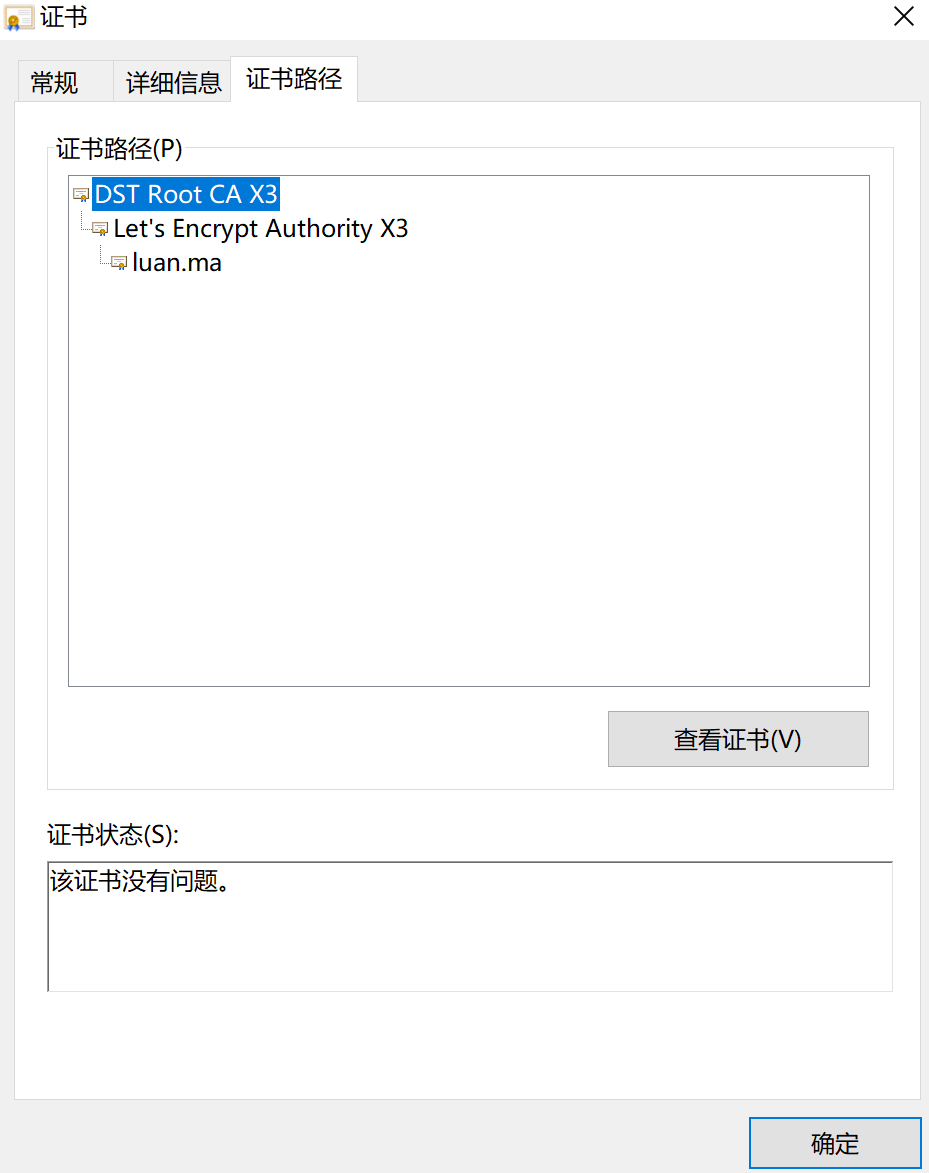 证书
常规
详细信息
证书路径
证书路径(P)
DST Root CA X3
Let's Encrypt Authority X3
luan.ma
查看证书(V)
证书状态(S):
该证书没有问题。
确定